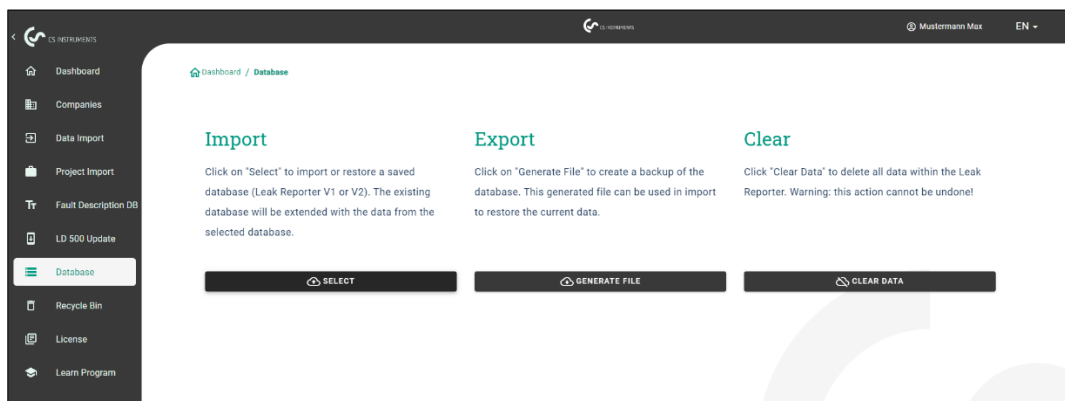 CS INSTRUMENTS
CS INSTRUMENTS
Mustermann Max
EN
Dashboard
Companies
Data Import
Project Import
Fault Description DB
LD 500 Update
Database
Recycle Bin
License
Learn Program
Dashboard / Database
Import
Click on "Select" to import or restore a saved
database (Leak Reporter V1 or V2). The existing
database will be extended with the data from the
selected database.
SELECT
Export
Click on "Generate File" to create a backup of the
database. This generated file can be used in import
to restore the current data.
GENERATE FILE
Clear
Click "Clear Data" to delete all data within the Leak
Reporter. Warning: this action cannot be undone!
CLEAR DATA